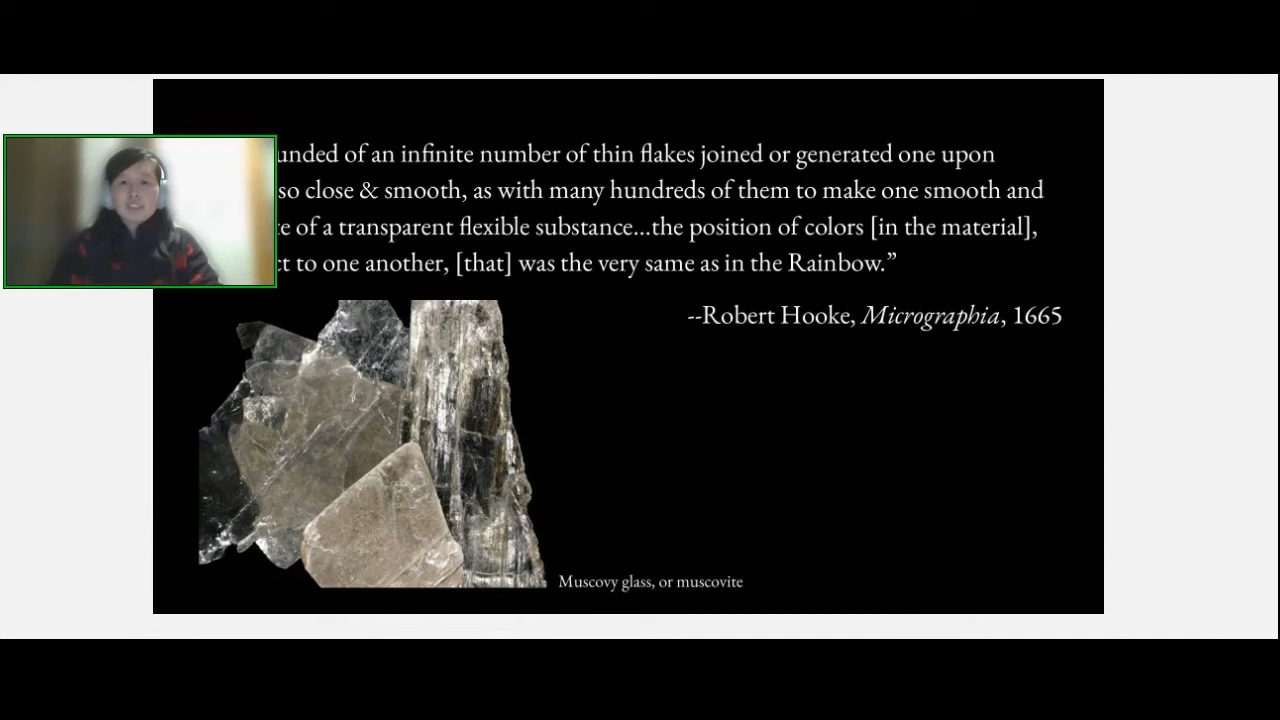 of an infinite number of thin flakes joined or generated one upon
so close & smooth, as with many hundreds of them to make one smooth and
of a transparent flexible substance...the position of colors [in the material],
to one another, [that] was the very same as in the Rainbow.”
--Robert Hooke, Micrographia, 1665
Muscovy glass, or muscovite